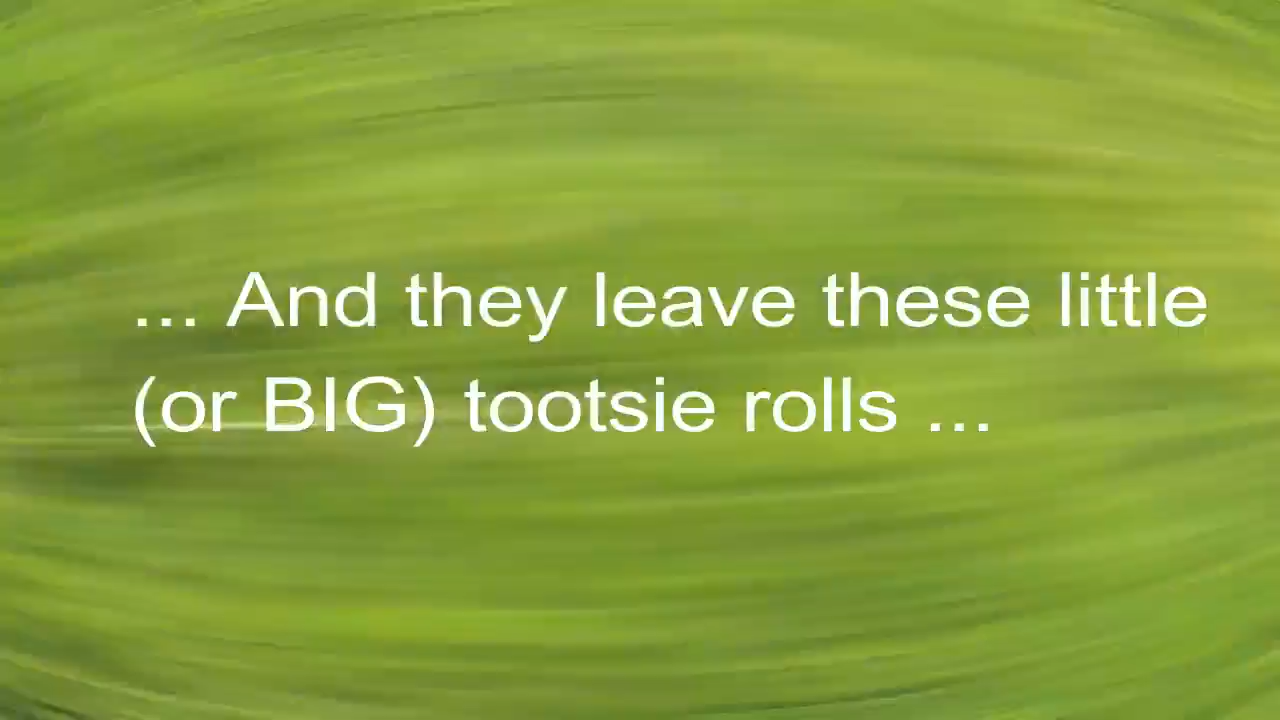 ... And they leave these little
(or BIG) tootsie rolls ...